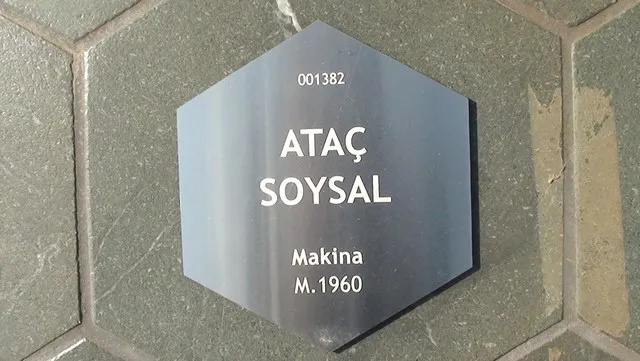 001382
ATAÇ
SOYSAL
Makina
M.1960